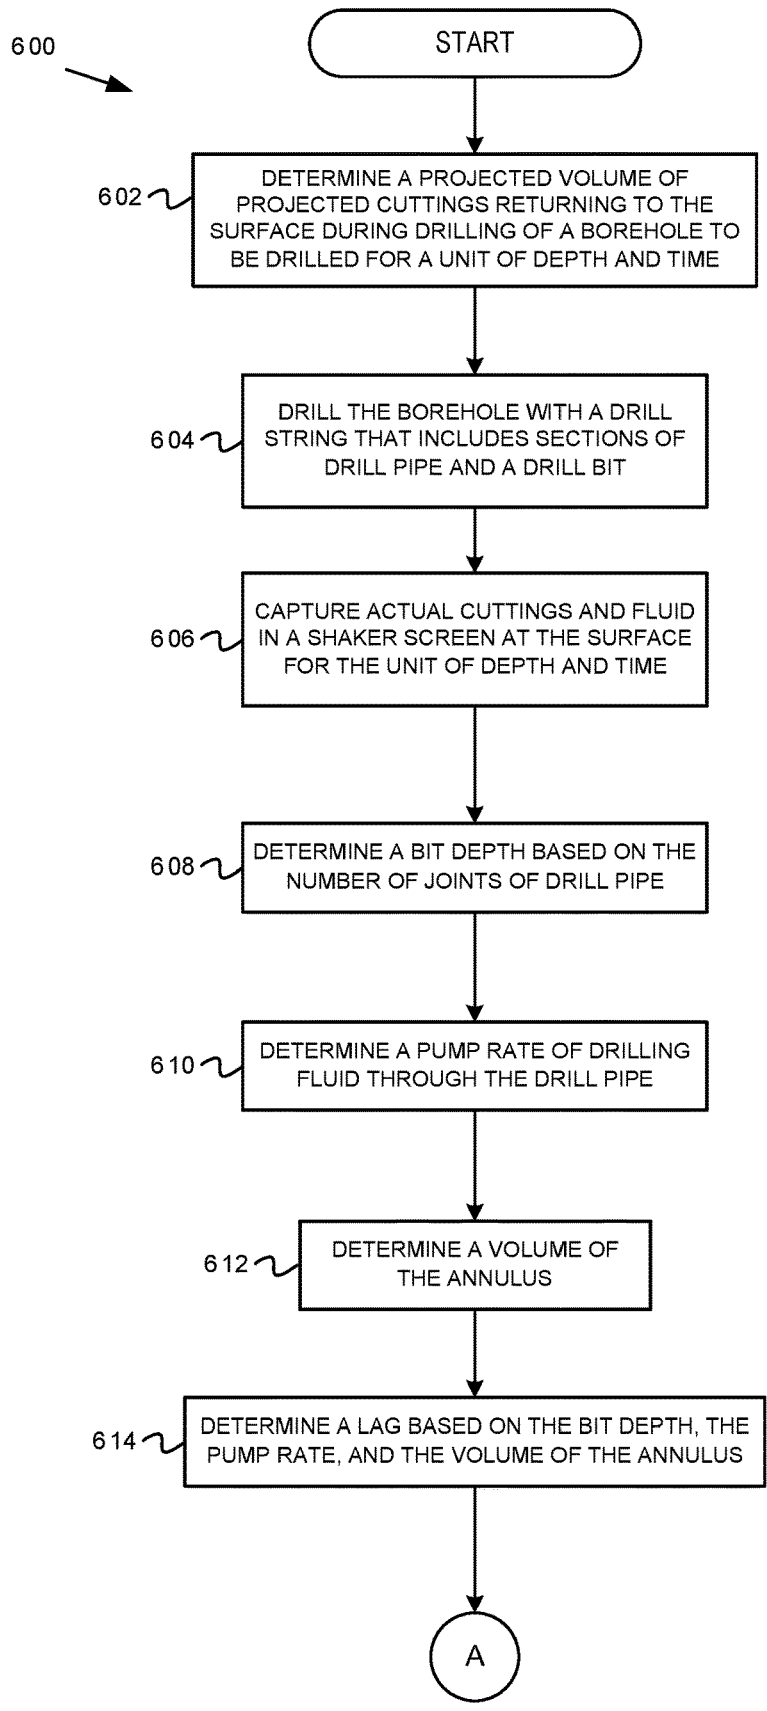 600
START
602
DETERMINE A PROJECTED VOLUME OF
PROJECTED CUTTINGS RETURNING TO THE
SURFACE DURING DRILLING OF A BOREHOLE TO
BE DRILLED FOR A UNIT OF DEPTH AND TIME
604
DRILL THE BOREHOLE WITH A DRILL
STRING THAT INCLUDES SECTIONS OF
DRILL PIPE AND A DRILL BIT
606
CAPTURE ACTUAL CUTTINGS AND FLUID
IN A SHAKER SCREEN AT THE SURFACE
FOR THE UNIT OF DEPTH AND TIME
608
DETERMINE A BIT DEPTH BASED ON THE
NUMBER OF JOINTS OF DRILL PIPE
610
DETERMINE A PUMP RATE OF DRILLING
FLUID THROUGH THE DRILL PIPE
612
DETERMINE A VOLUME OF
THE ANNULUS
614
DETERMINE A LAG BASED ON THE BIT DEPTH, THE
PUMP RATE, AND THE VOLUME OF THE ANNULUS
A